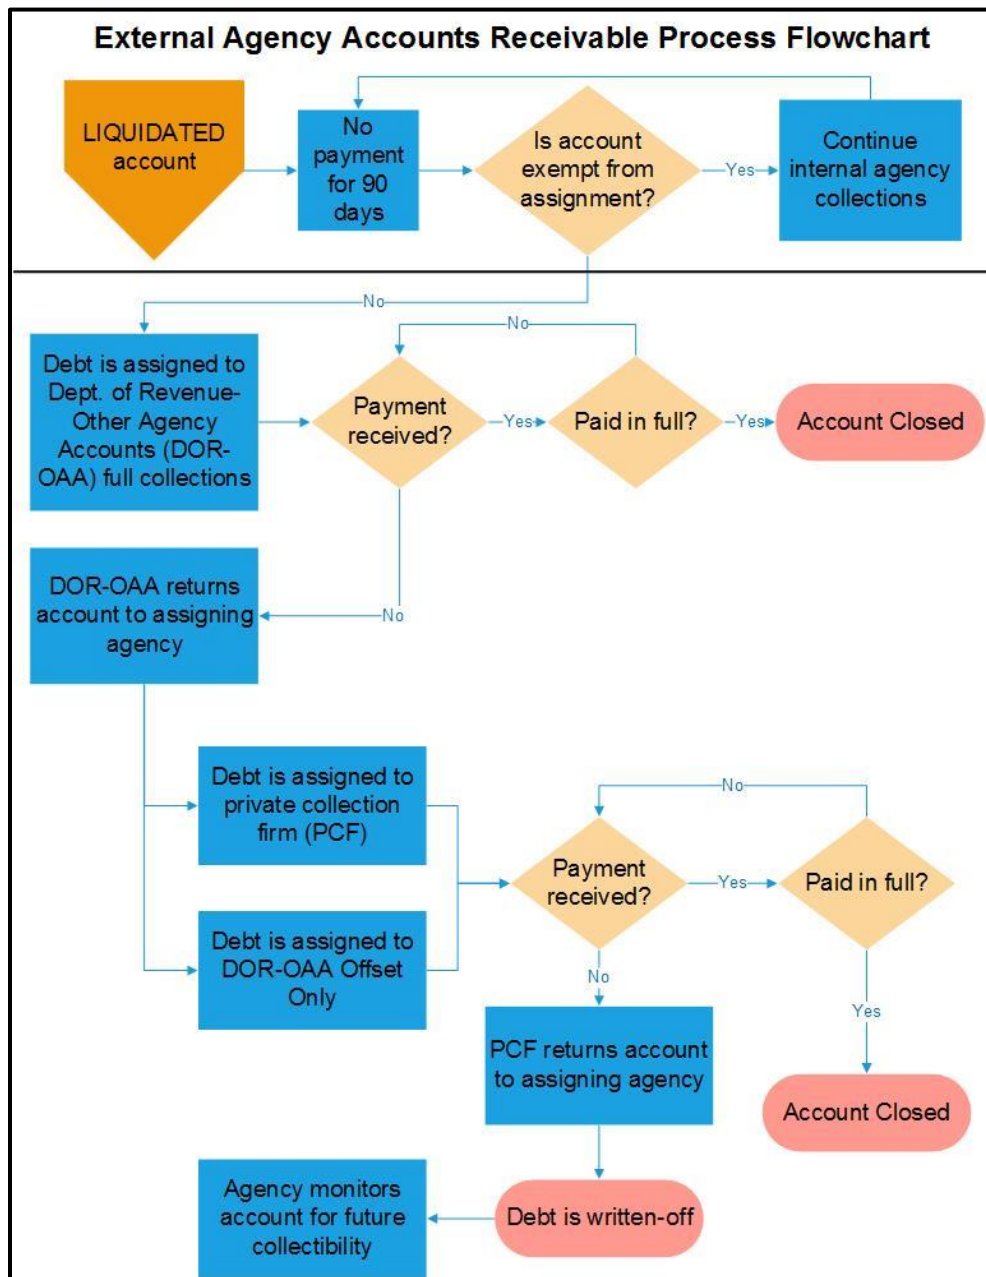 External Agency Accounts Receivable Process Flowchart
LIQUIDATED
account
No
payment
for 90
days
Is account
exempt from
assignment?
Yes
Continue
internal agency
collections
No
No
Debt is assigned to
Dept. of Revenue-
Other Agency
Accounts (DOR-
OAA) full collections
Payment
received?
Yes
Paid in full?
Yes
Account Closed
No
DOR-OAA returns
account to assigning
agency
Debt is assigned to
private collection
firm (PCF)
Debt is assigned to
DOR-OAA Offset
Only
No
Payment
received?
Yes
Paid in full?
No
Yes
PCF returns account
to assigning agency
Account Closed
Debt is written-off
Agency monitors
account for future
collectibility